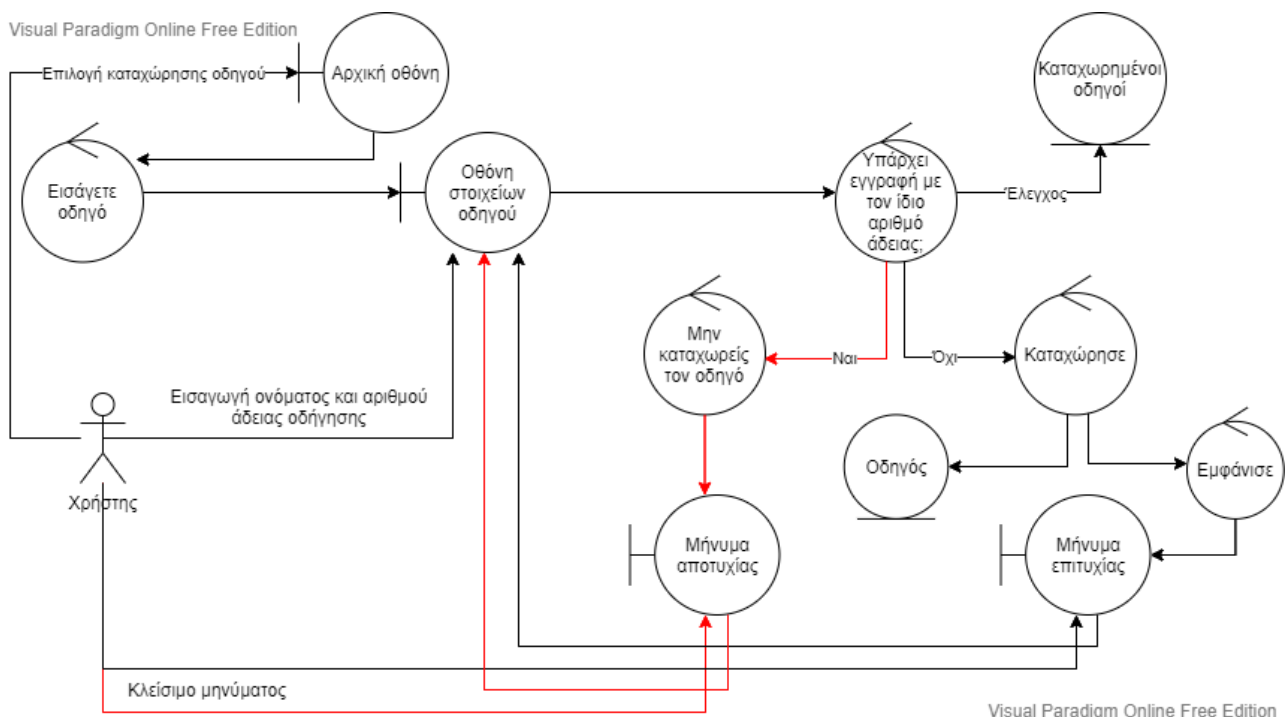 Visual Paradigm Online Free Edition
Επιλογή καταχώρησης οδηγού
Αρχική οθόνη
Καταχωρημένοι
οδηγοί
Εισάγετε
οδηγό
Οθόνη
στοιχείων
οδηγού
Υπάρχει
εγγραφή με
τον ίδιο
αριθμό
άδειας;
Έλεγχος
Μην
καταχωρείς
τον οδηγό
Ναι
Όχι
Καταχώρησε
Εισαγωγή ονόματος και αριθμού
άδειας οδήγησης
Χρήστης
Οδηγός
Εμφάνισε
Μήνυμα
αποτυχίας
Μήνυμα
επιτυχίας
Κλείσιμο μηνύματος
Visual Paradigm Online Free Edition